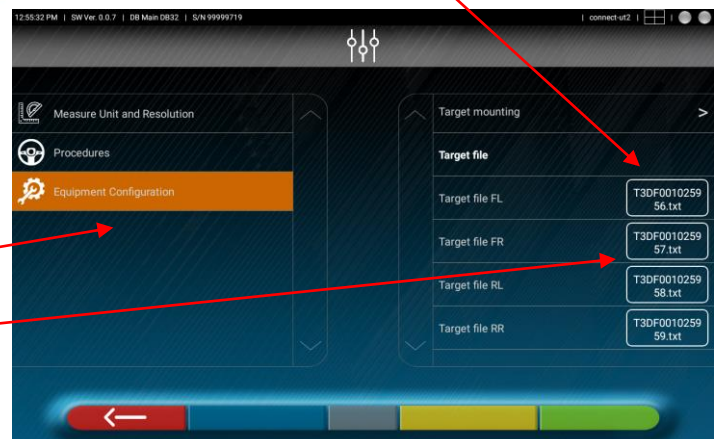 12:55:32 PM | SW Ver. 0.0.7 | DB Main DB32 | S/N 99999719
| connect-ut2 | |
Measure Unit and Resolution
Procedures
Equipment Configuration
Target mounting >
Target file
Target file FL
T3DF0010259
56.txt
Target file FR
T3DF0010259
57.txt
Target file RL
T3DF0010259
58.txt
Target file RR
T3DF0010259
59.txt